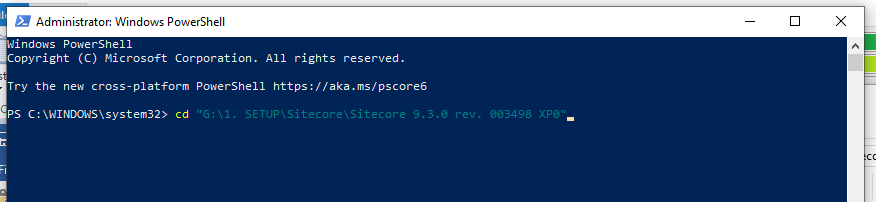 Administrator: Windows PowerShell
Windows PowerShell
Copyright (C) Microsoft Corporation. All rights reserved.
Try the new cross-platform PowerShell https://aka.ms/pscore6
PS C:\WINDOWS\system32> cd "G:\1. SETUP\Sitecore\Sitecore 9.3.0 rev. 003498 XP0"